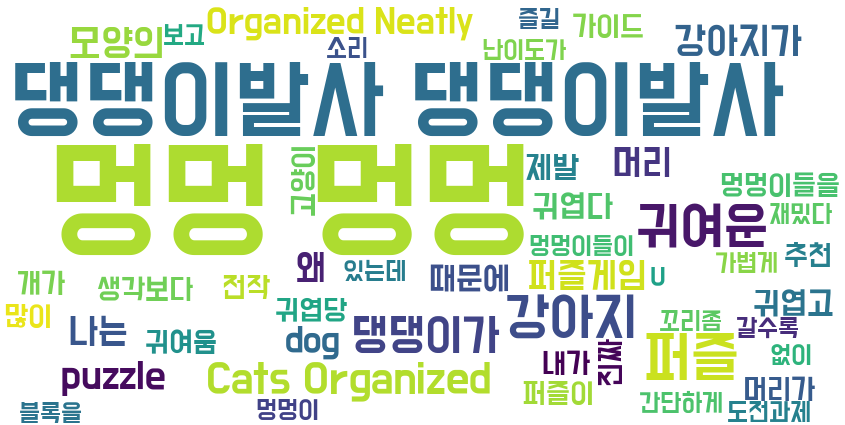 Organized Neatly 즐길 가이드
모양의 보고 소리 난이도가 강아지가
댕댕이발사 댕댕이발사
멍멍 멍멍
고양이 제발 머리 멍멍이들을
귀엽다 귀여운 재밌다
멍멍이들이 가볍게 추천
개가 생각보다 전작 왜 있는데 때문에 퍼즐게임 U
많이 나는 귀여움 귀엽당 댕댕이가 강아지 꼬리좀 귀엽고
dog 갈수록
puzzle Cats Organized 내가 진짜 퍼즐 없이
블록을 멍멍이 퍼즐이 간단하게 머리가
도전과제